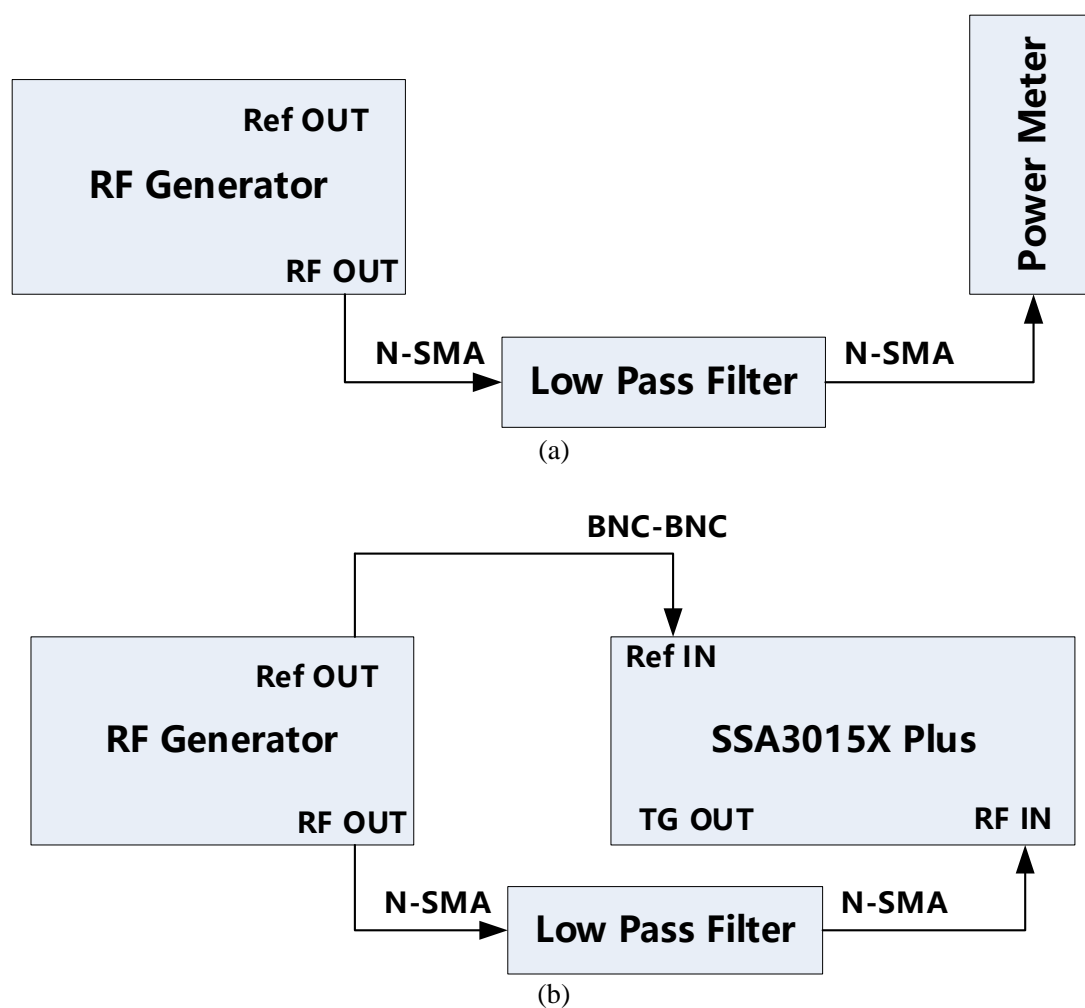 Ref OUT
RF Generator
RF OUT
Power Meter
N-SMA
Low Pass Filter
N-SMA
(a)
BNC-BNC
Ref OUT
RF Generator
RF OUT
Ref IN
SSA3015X Plus
TG OUT
RF IN
N-SMA
Low Pass Filter
N-SMA
(b)